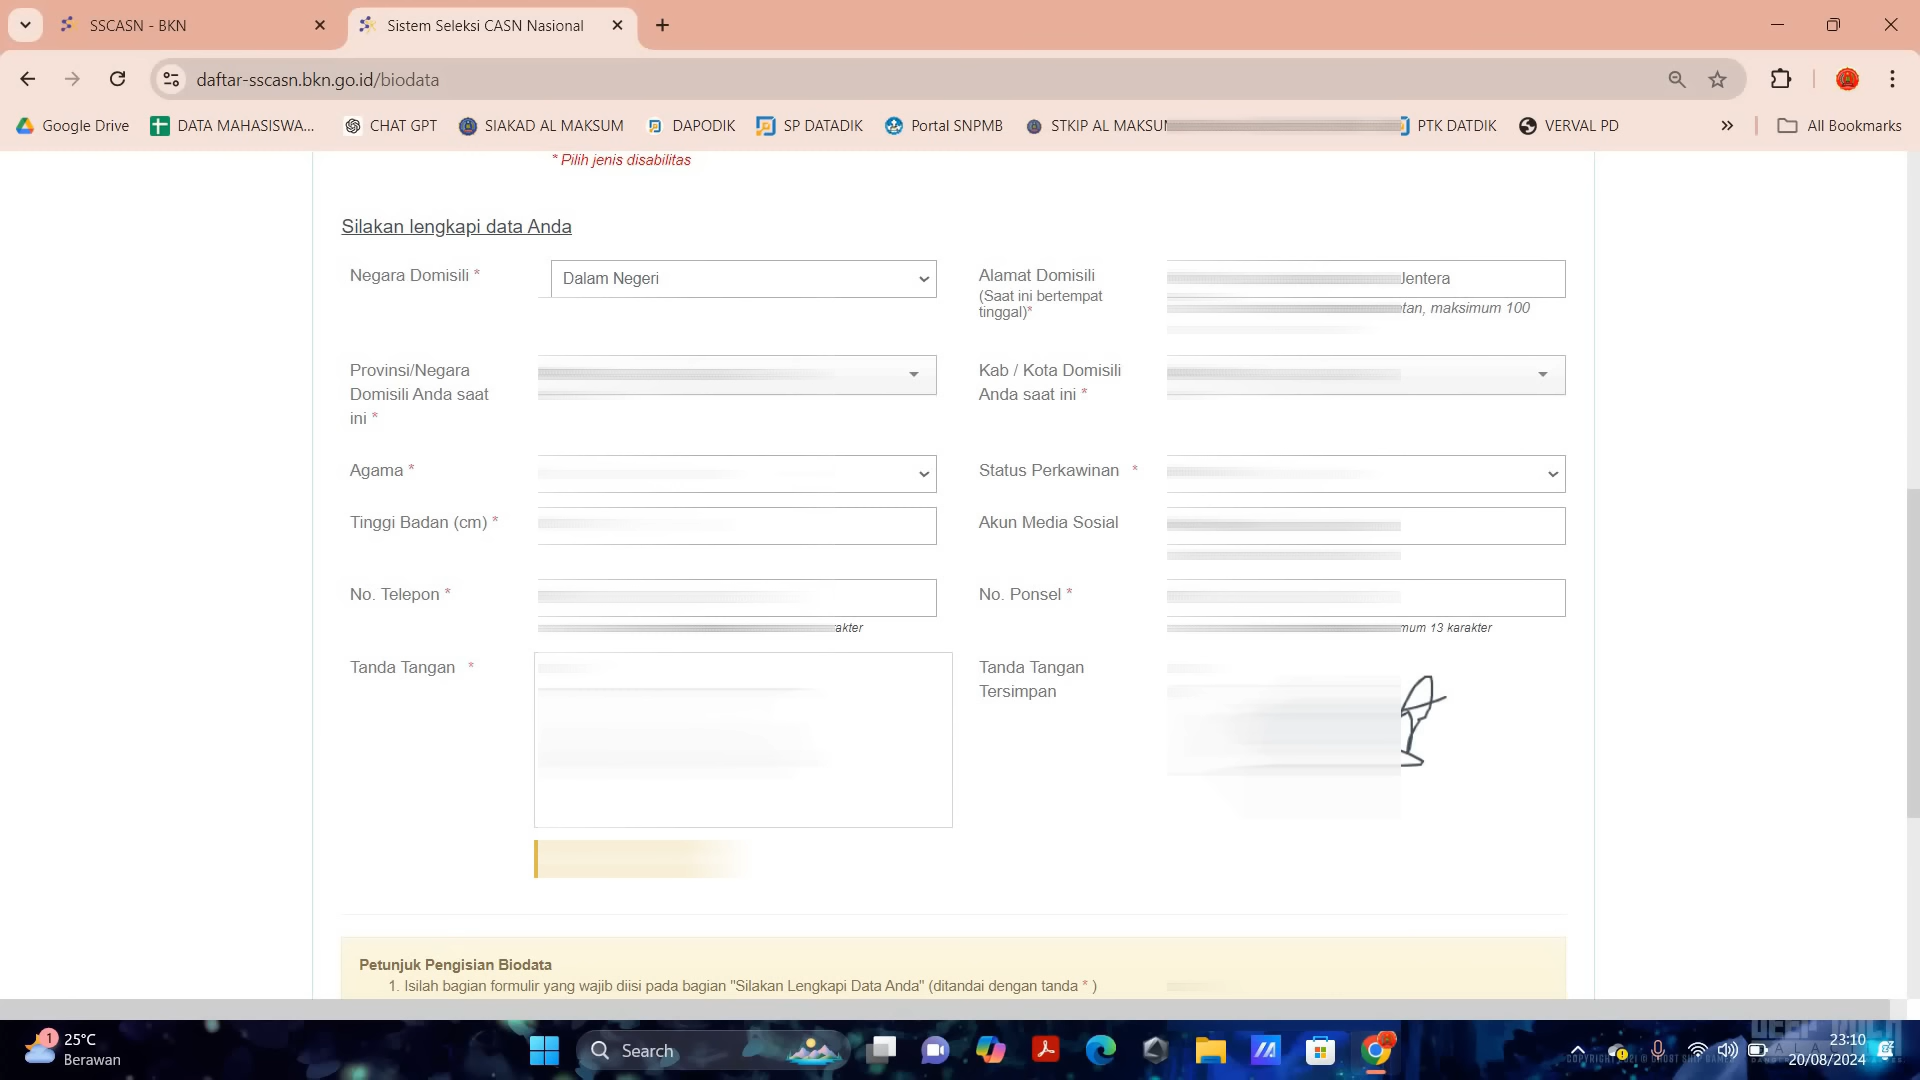 SSCASN - BKN
Sistem Seleksi CASN Nasional
daftar-sscasn.bkn.go.id/biodata
Google Drive
DATA MAHASISWA...
CHAT GPT
SIAKAD AL MAKSUM
DAPODIK
SP DATADIK
Portal SNPMB
STKIP AL MAKSU
PTK DATDIK
VERVAL PD
All Bookmarks
* Pilih jenis disabilitas
Silakan lengkapi data Anda
Negara Domisili *
Dalam Negeri
Alamat Domisili
(Saat ini bertempat
tinggal)*
Jentera
tan, maksimum 100
Provinsi/Negara
Domisili Anda saat
ini *
Kab / Kota Domisili
Anda saat ini *
Agama *
Status Perkawinan *
Tinggi Badan (cm) *
Akun Media Sosial
No. Telepon *
akter
No. Ponsel *
mum 13 karakter
Tanda Tangan *
Tanda Tangan
Tersimpan
Petunjuk Pengisian Biodata
1. Isilah bagian formulir yang wajib diisi pada bagian "Silakan Lengkapi Data Anda" (ditandai dengan tanda * )
1
25°C
Berawan
Search
23:10
20/08/2024